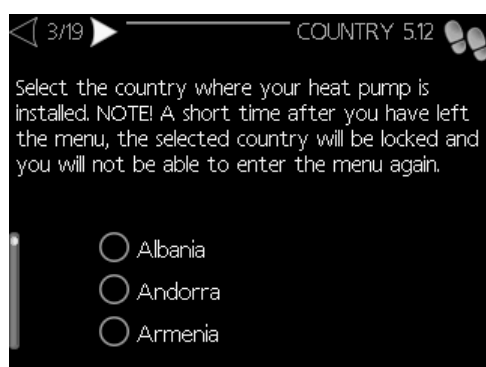 3/19 COUNTRY 5.12
Select the country where your heat pump is
installed. NOTE! A short time after you have left
the menu, the selected country will be locked and
you will not be able to enter the menu again.
Albania
Andorra
Armenia